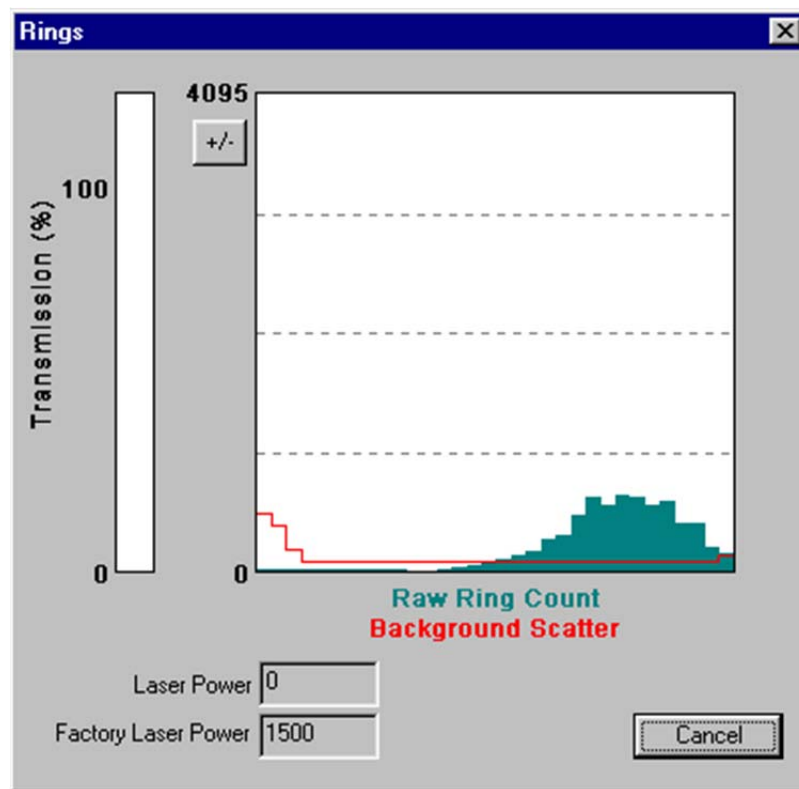 Rings
4095
+/-
100
Transmission (%)
0
0
Raw Ring Count
Background Scatter
Laser Power 0
Factory Laser Power 1500
Cancel